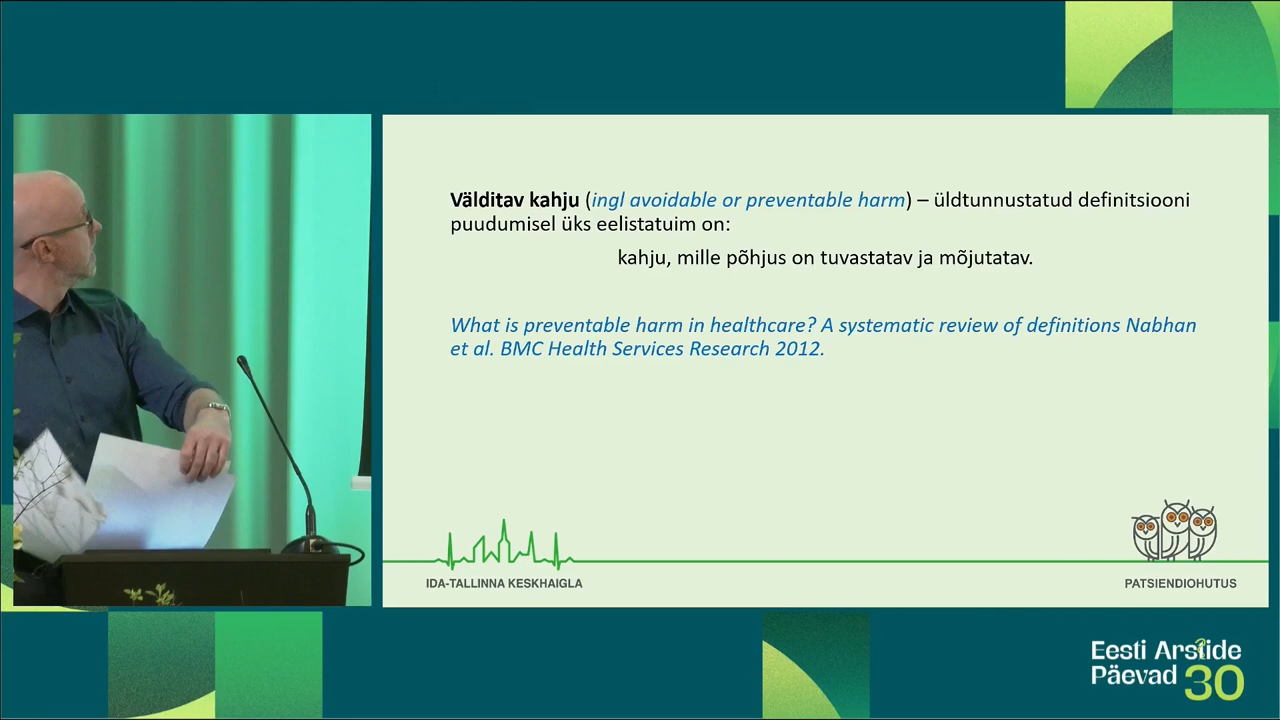 Välditav kahju (ingl avoidable or preventable harm) – üldtunnustatud definitsiooni
puudumisel üks eelistatuim on:
kahju, mille põhjus on tuvastatav ja mõjutatav.
What is preventable harm in healthcare? A systematic review of definitions Nabhan
et al. BMC Health Services Research 2012.
IDA-TALLINNA KESKHAIGLA
PATSIENDIOHUTUS
Eesti Arstide
Päevad 30